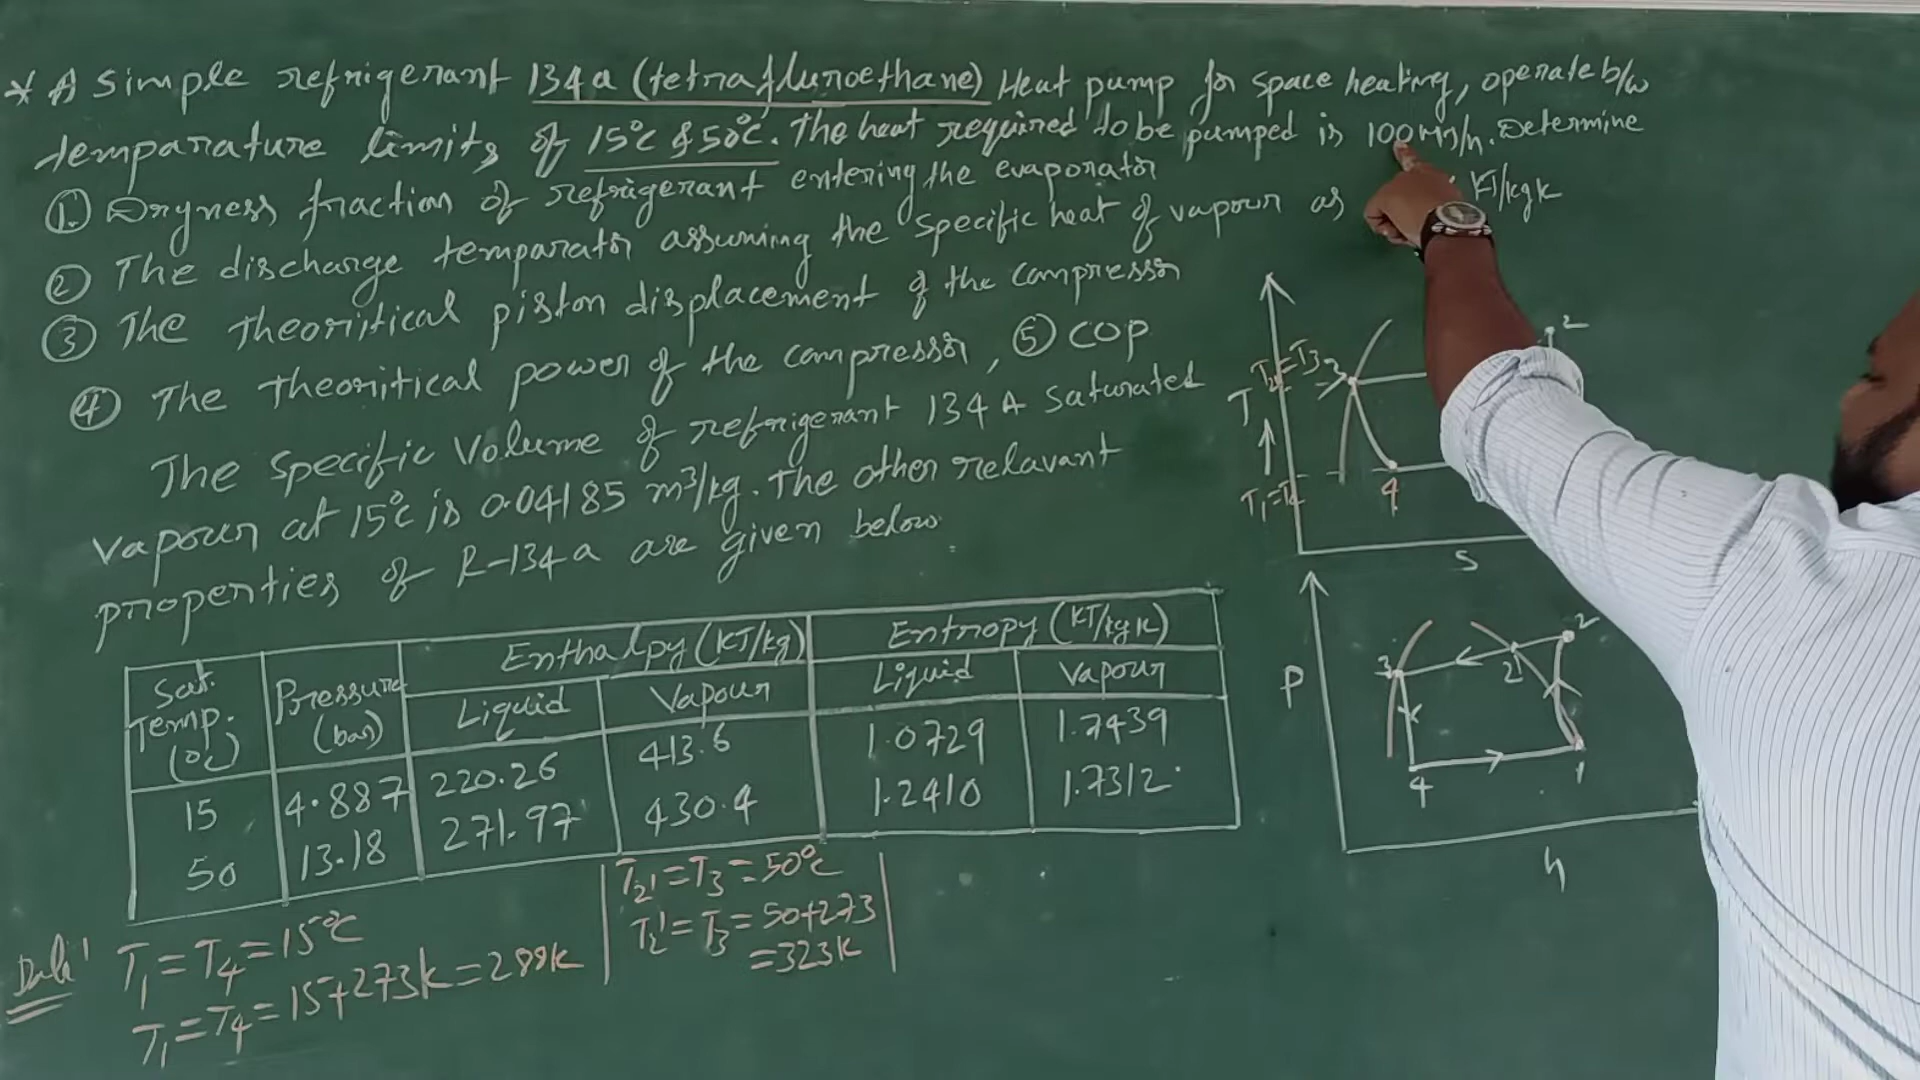 * A Simple refrigerant 134a (tetrafluroethane) Heat pump for space heating, operate b/w
temparature limits of 15°C & 50°C. The heat required to be pumped is 100MJ/h. Determine
① Dryness fraction of refrigerant entering the evaporator
② The discharge temparator assuming the specific heat of vapour as KJ/kgk
③ The theoritical piston displacement of the compressor
④ The theoritical power of the compressor, ⑤ COP
The specific volume of refrigerant 134A saturated
vapour at 15°C is 0.04185 m³/kg. The other relavant
properties of R-134a are given below.
Sat. Temp. (°C) Pressure (bar) Enthalpy (KJ/kg) Entropy (KJ/kgk)
Liquid Vapour Liquid Vapour
15 4.887 220.26 413.6 1.0729 1.7439
50 13.18 271.97 430.4 1.2410 1.7312
T₁=T₄=15°C
T₁=T₄=15+273k=288k
T₂'=T₃=50°C
T₂'=T₃=50+273
=323k
2
T₂'=T₃
3
T
4
S
P
3
2'
2
4
1
h